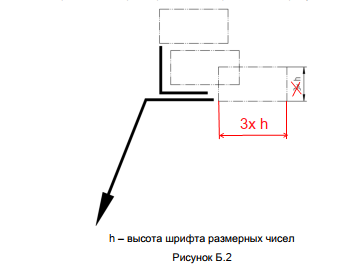 h
3x h
h – высота шрифта размерных чисел
Рисунок Б.2